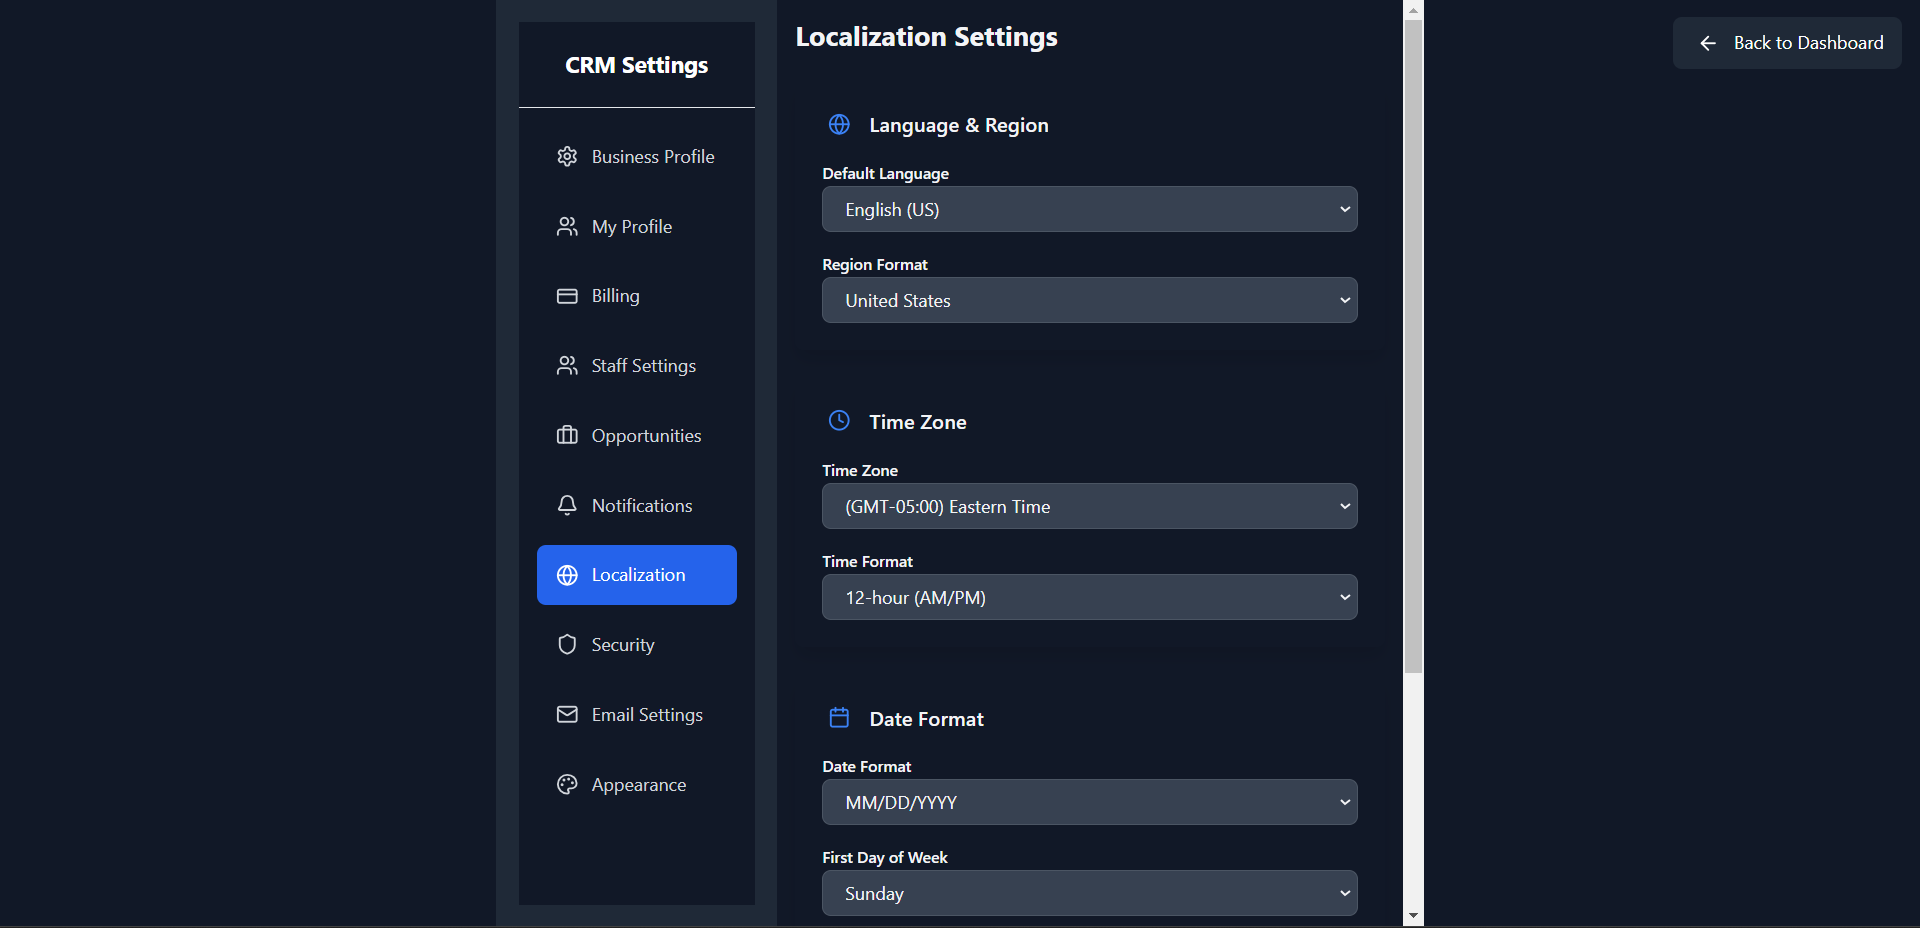 CRM Settings
Business Profile
My Profile
Billing
Staff Settings
Opportunities
Notifications
Localization
Security
Email Settings
Appearance
Localization Settings
Language & Region
Default Language
English (US)
Region Format
United States
Time Zone
Time Zone
(GMT-05:00) Eastern Time
Time Format
12-hour (AM/PM)
Date Format
Date Format
MM/DD/YYYY
First Day of Week
Sunday
Back to Dashboard